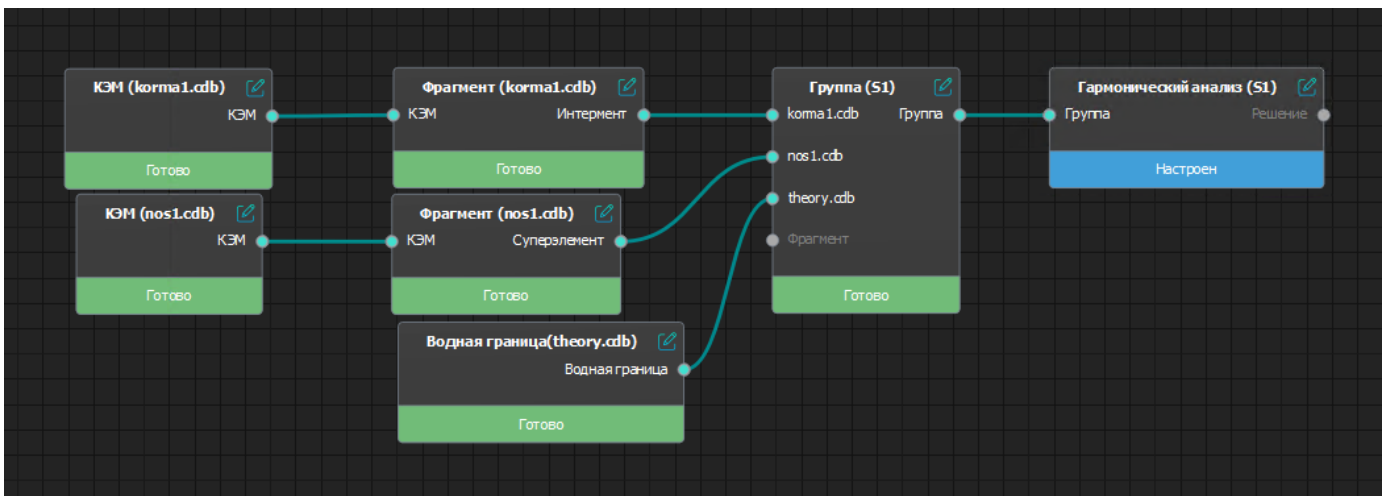 КЭМ (korma1.cdb)
КЭМ
Готово
Фрагмент (korma1.cdb)
КЭМ Интермент
Готово
Группа (S1)
korma1.cdb Группа
nos1.cdb
theory.cdb
Фрагмент
Готово
Гармонический анализ (S1)
Группа Решение
Настроен
КЭМ (nos1.cdb)
КЭМ
Готово
Фрагмент (nos1.cdb)
КЭМ Суперэлемент
Готово
Водная граница(theory.cdb)
Водная граница
Готово